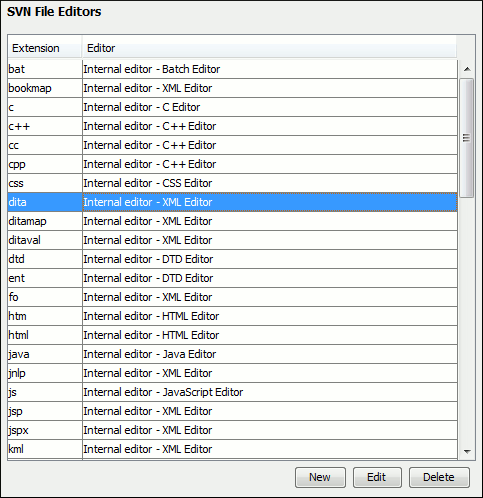 SVN File Editors
Extension Editor
bat Internal editor - Batch Editor
bookmap Internal editor - XML Editor
c Internal editor - C Editor
c++ Internal editor - C++ Editor
cc Internal editor - C++ Editor
cpp Internal editor - C++ Editor
css Internal editor - CSS Editor
dita Internal editor - XML Editor
ditamap Internal editor - XML Editor
ditaval Internal editor - XML Editor
dtd Internal editor - DTD Editor
ent Internal editor - DTD Editor
fo Internal editor - XML Editor
htm Internal editor - HTML Editor
html Internal editor - HTML Editor
java Internal editor - Java Editor
jnlp Internal editor - XML Editor
js Internal editor - JavaScript Editor
jsp Internal editor - XML Editor
jspx Internal editor - XML Editor
kml Internal editor - XML Editor
New Edit Delete